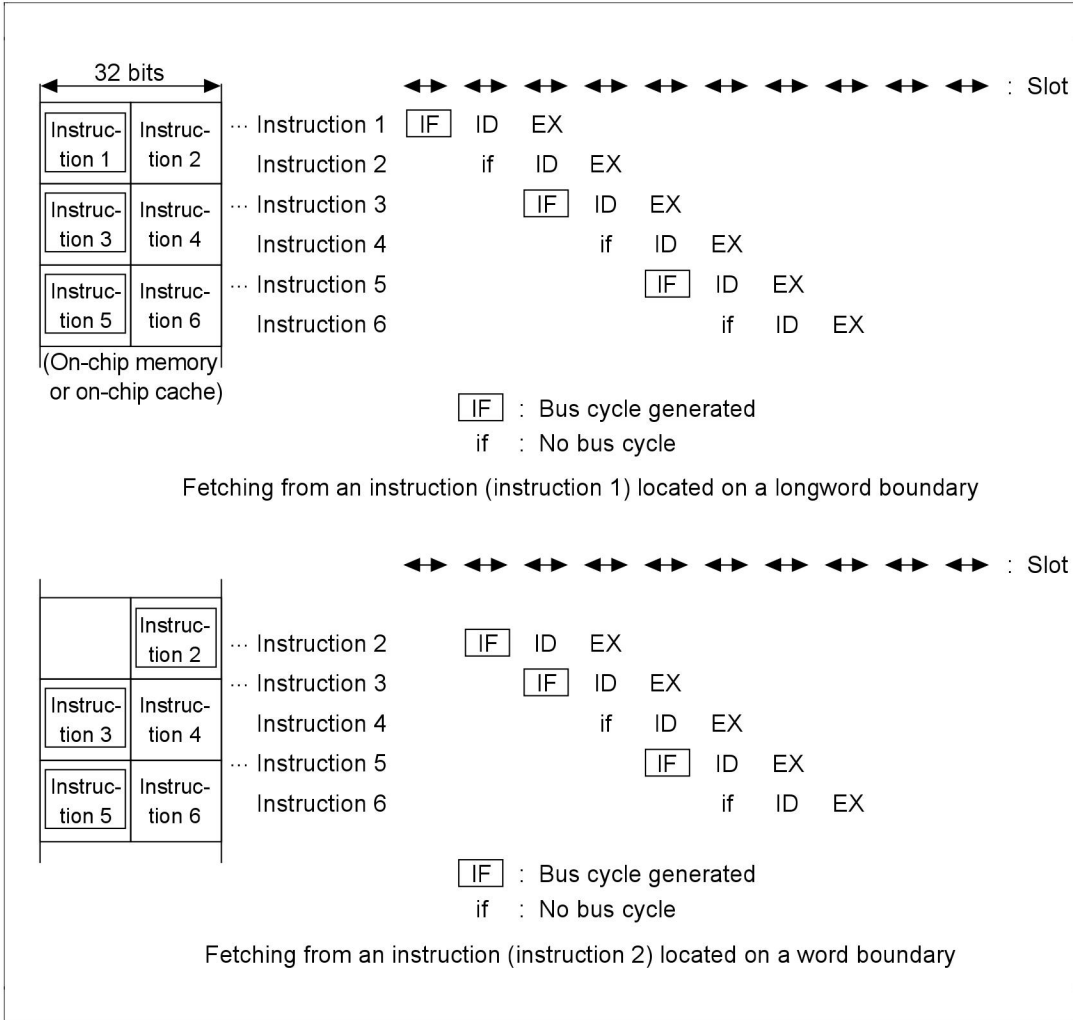 32 bits
: Slot
Instruc-
tion 1
Instruc-
tion 2
··· Instruction 1 IF ID EX
Instruction 2 if ID EX
Instruc-
tion 3
Instruc-
tion 4
··· Instruction 3 IF ID EX
Instruction 4 if ID EX
Instruc-
tion 5
Instruc-
tion 6
··· Instruction 5 IF ID EX
Instruction 6 if ID EX
(On-chip memory
or on-chip cache)
IF : Bus cycle generated
if : No bus cycle
Fetching from an instruction (instruction 1) located on a longword boundary
: Slot
Instruc-
tion 2
··· Instruction 2 IF ID EX
··· Instruction 3 IF ID EX
Instruc-
tion 3
Instruc-
tion 4
Instruction 4 if ID EX
··· Instruction 5 IF ID EX
Instruc-
tion 5
Instruc-
tion 6
Instruction 6 if ID EX
IF : Bus cycle generated
if : No bus cycle
Fetching from an instruction (instruction 2) located on a word boundary